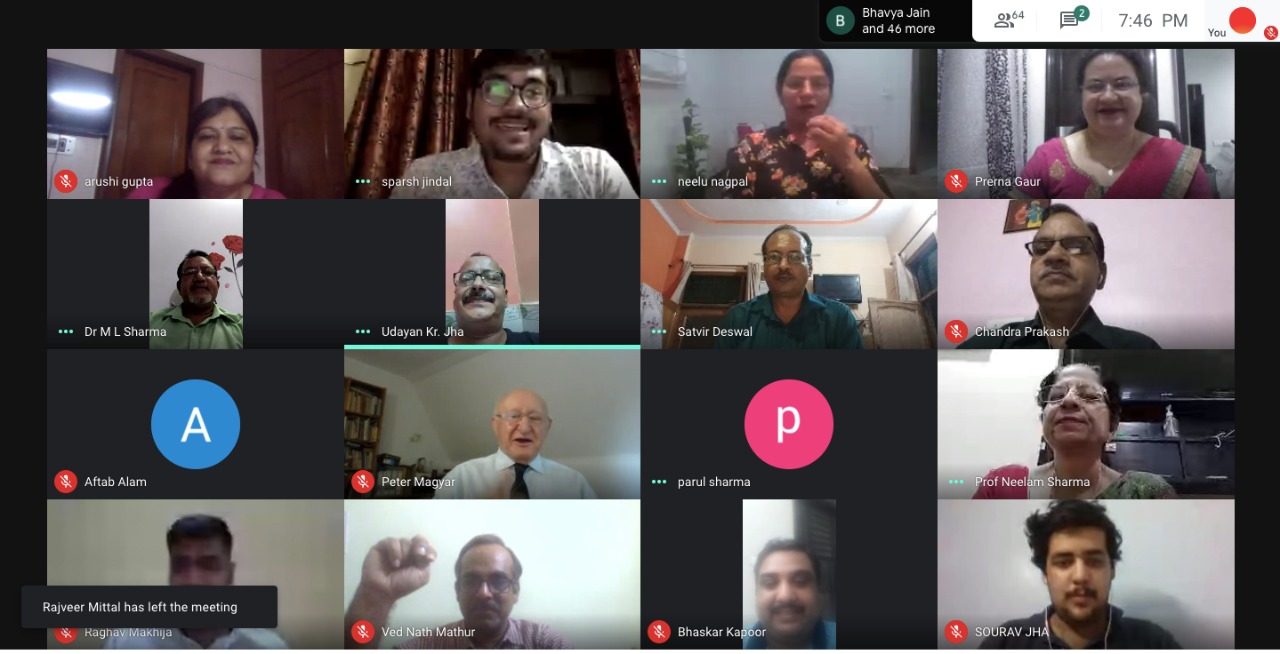 B
Bhavya Jain
and 46 more
64
2
7:46 PM
You
arushi gupta
sparsh jindal
neelu nagpal
Prerna Gaur
Dr M L Sharma
Udayan Kr. Jha
Satvir Deswal
Chandra Prakash
A
Aftab Alam
Peter Magyar
p
parul sharma
Prof Neelam Sharma
Rajveer Mittal has left the meeting
Raghav Makhija
Ved Nath Mathur
Bhaskar Kapoor
SOURAV JHA